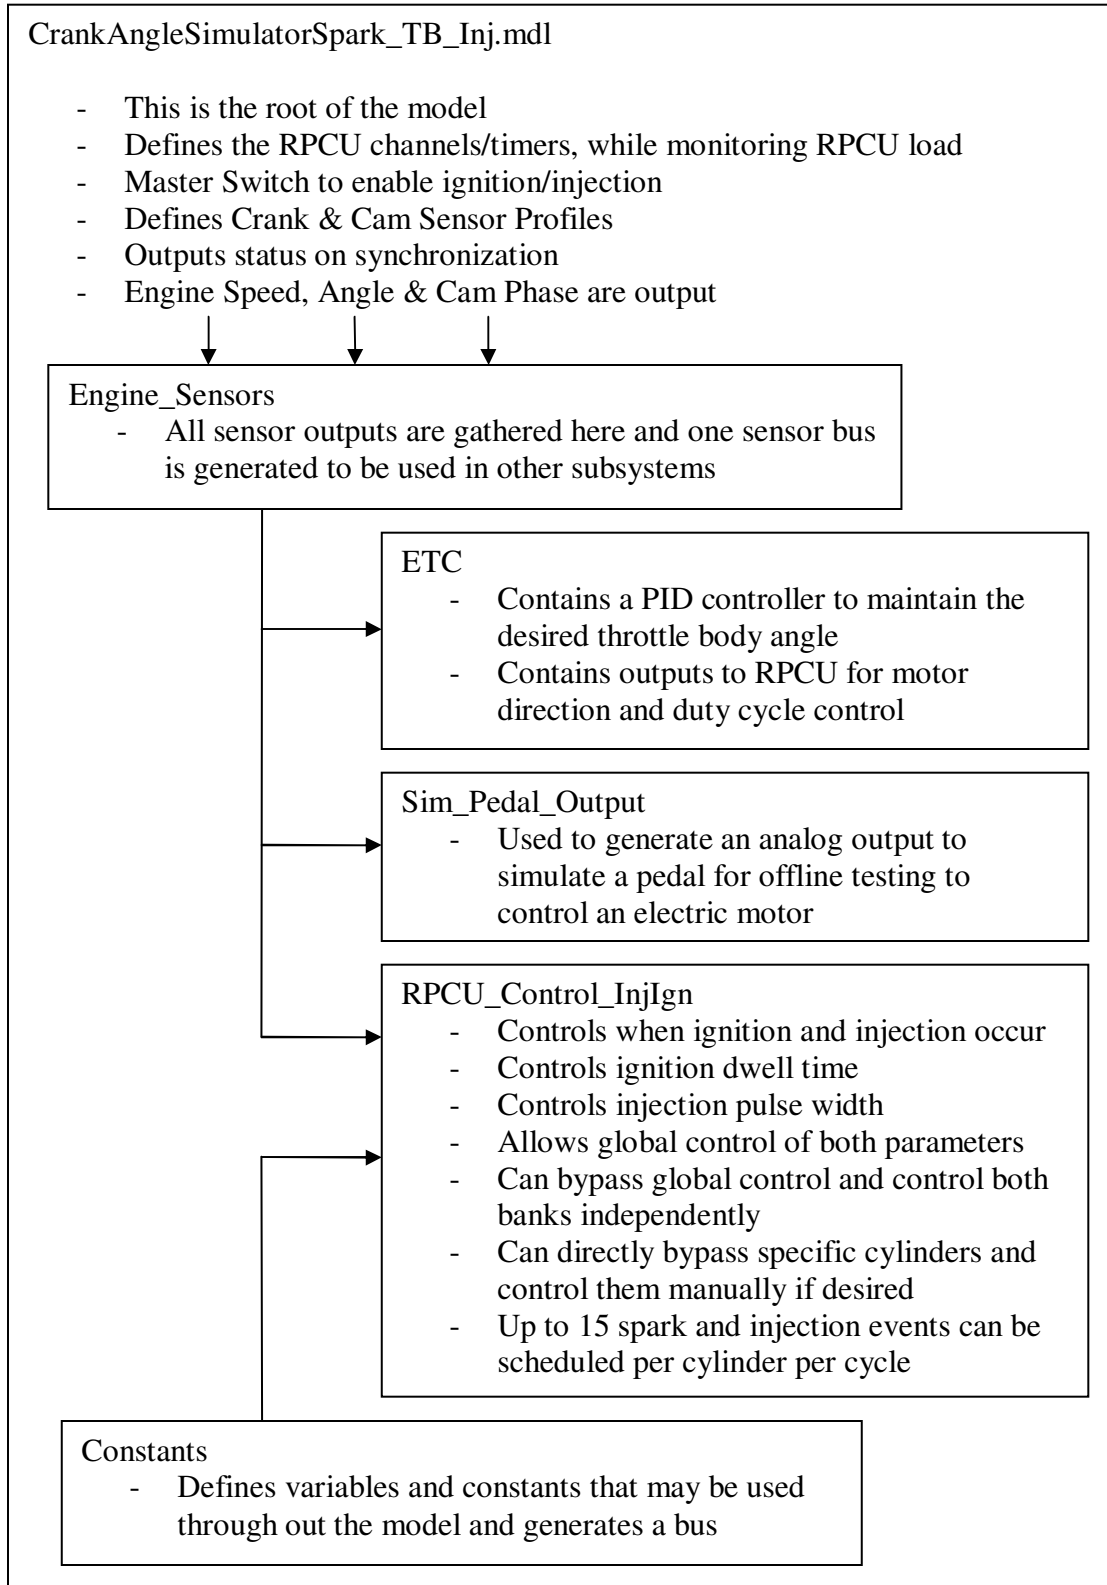 CrankAngleSimulatorSpark_TB_Inj.mdl
- This is the root of the model
- Defines the RPCU channels/timers, while monitoring RPCU load
- Master Switch to enable ignition/injection
- Defines Crank & Cam Sensor Profiles
- Outputs status on synchronization
- Engine Speed, Angle & Cam Phase are output
Engine_Sensors
- All sensor outputs are gathered here and one sensor bus
is generated to be used in other subsystems
ETC
- Contains a PID controller to maintain the
desired throttle body angle
- Contains outputs to RPCU for motor
direction and duty cycle control
Sim_Pedal_Output
- Used to generate an analog output to
simulate a pedal for offline testing to
control an electric motor
RPCU_Control_InjIgn
- Controls when ignition and injection occur
- Controls ignition dwell time
- Controls injection pulse width
- Allows global control of both parameters
- Can bypass global control and control both
banks independently
- Can directly bypass specific cylinders and
control them manually if desired
- Up to 15 spark and injection events can be
scheduled per cylinder per cycle
Constants
- Defines variables and constants that may be used
through out the model and generates a bus